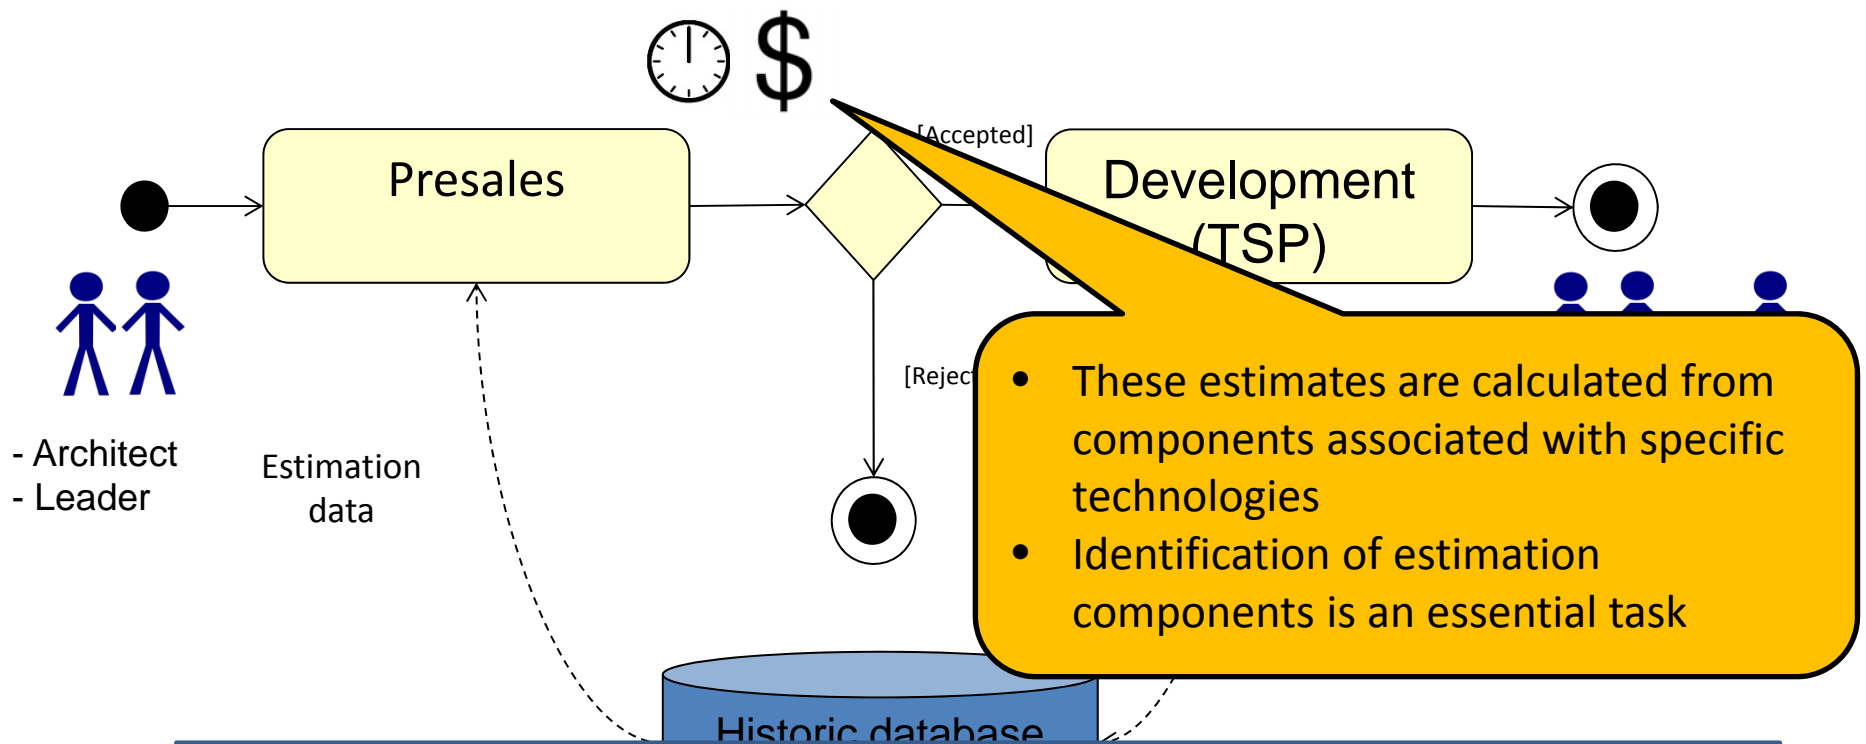 $
[Accepted]
Presales
Development
(TSP)
- Architect
- Leader
Estimation
data
• These estimates are calculated from
components associated with specific
technologies
• Identification of estimation
components is an essential task
Historic database